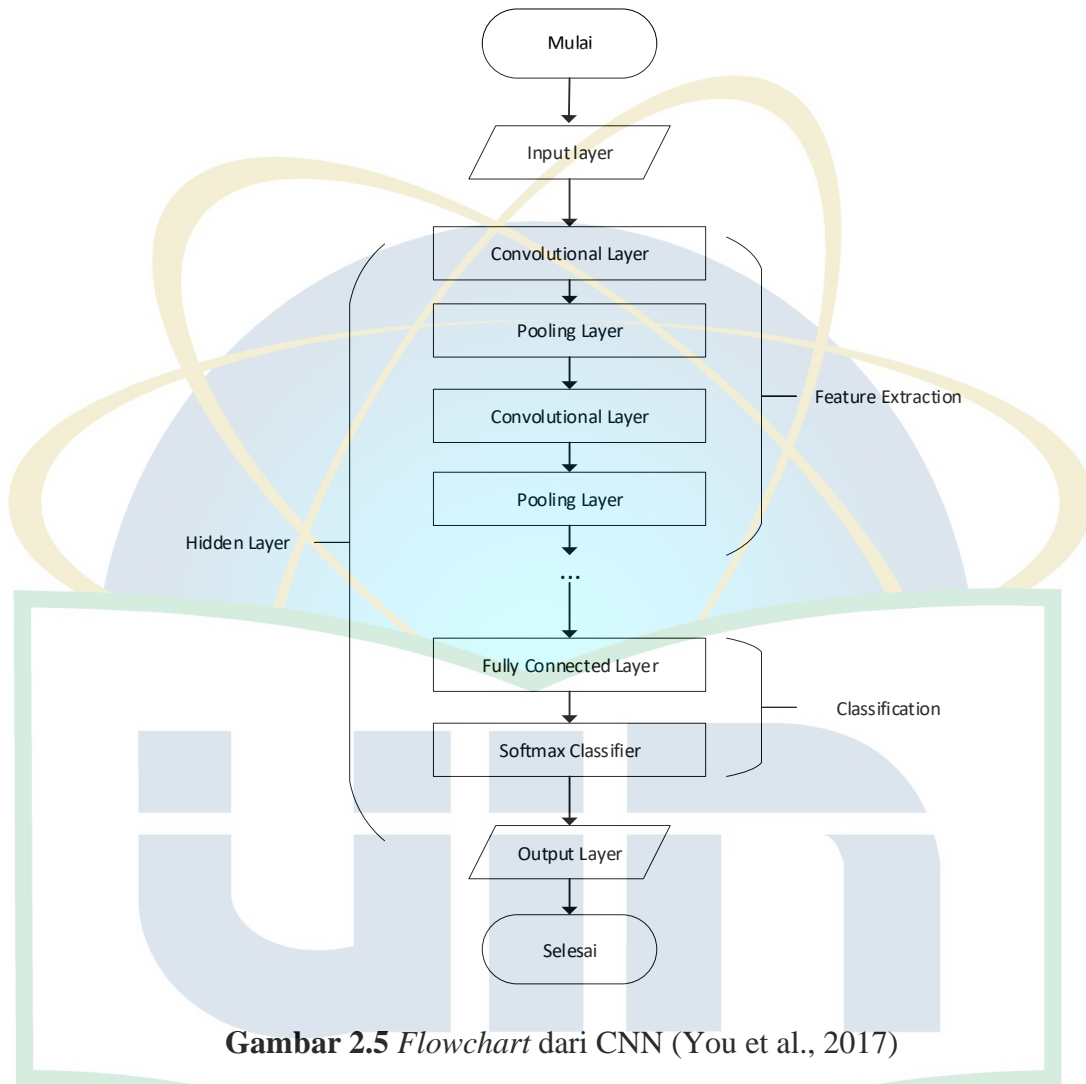 Mulai
Input layer
Convolutional Layer
Pooling Layer
Convolutional Layer
Feature Extraction
Pooling Layer
Hidden Layer
...
Fully Connected Layer
Classification
Softmax Classifier
Output Layer
Selesai
Gambar 2.5 Flowchart dari CNN (You et al., 2017)
uin